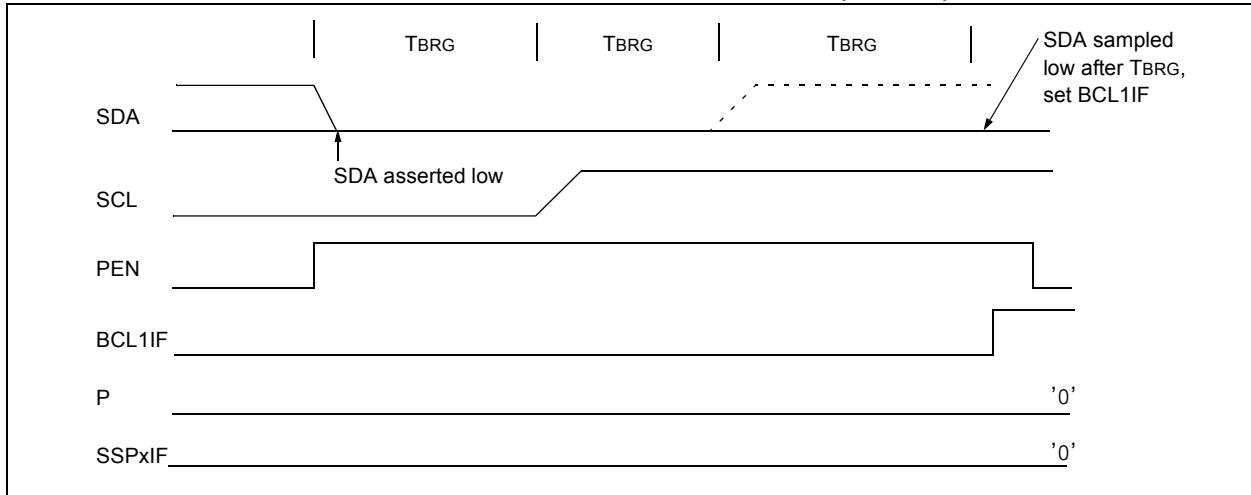 TBRG TBRG TBRG
SDA sampled
low after TBRG,
set BCL1IF
SDA
SDA asserted low
SCL
PEN
BCL1IF
P '0'
SSPxIF '0'